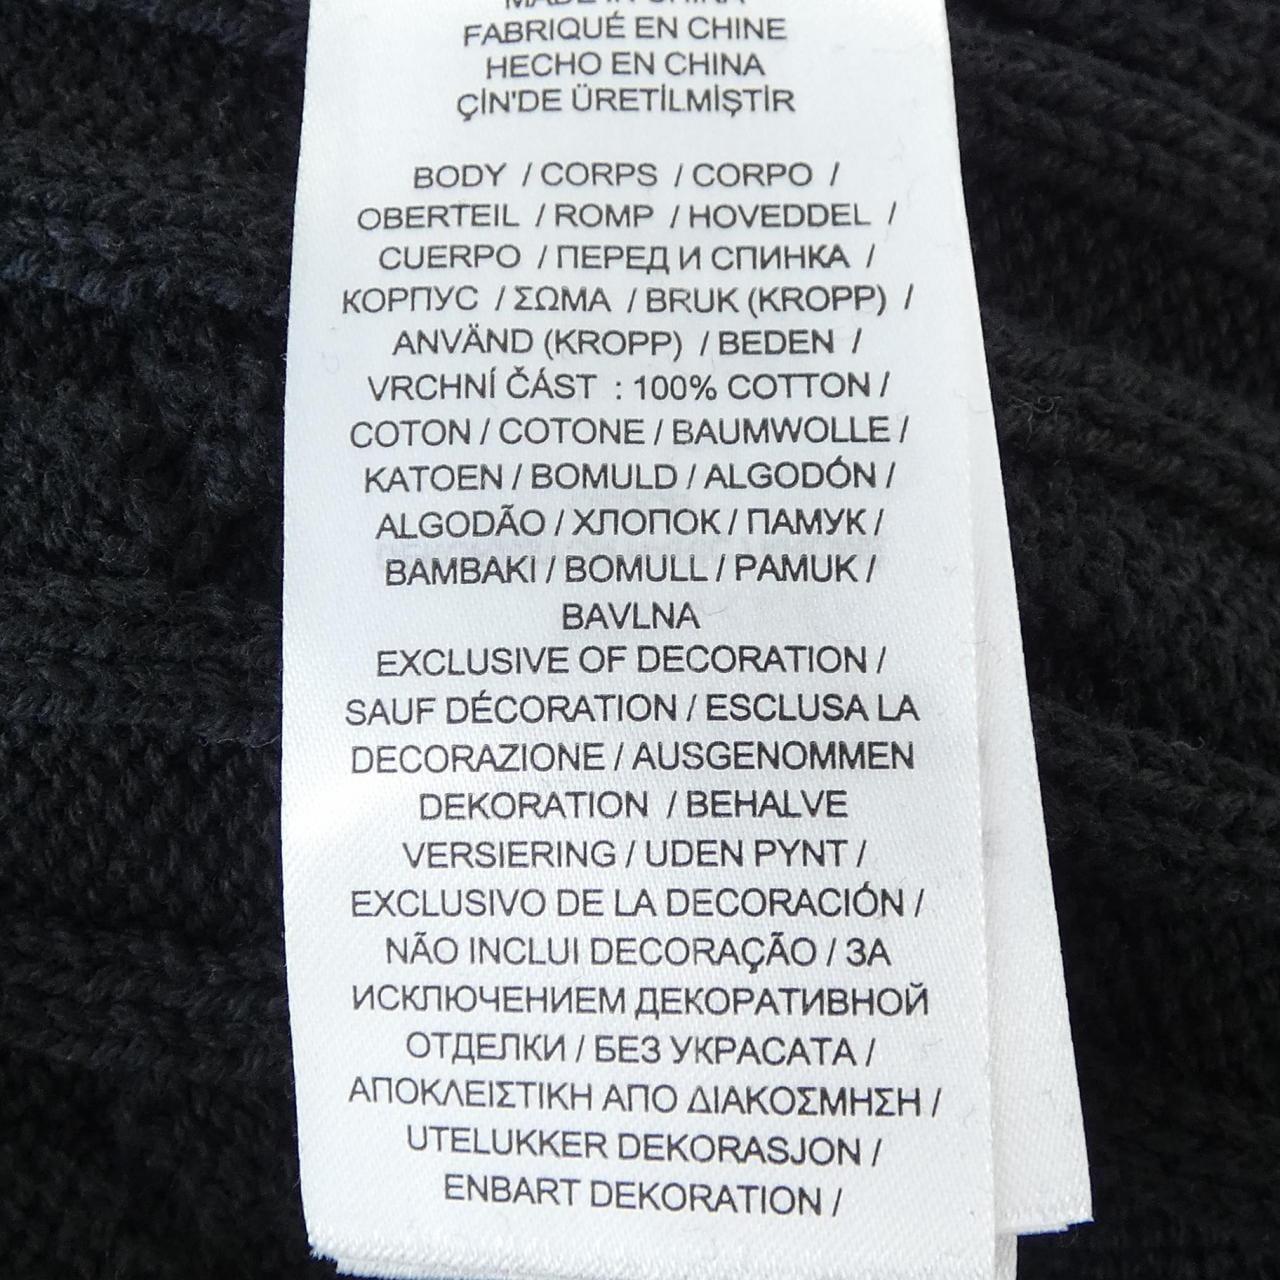 MADE IN CHINA
FABRIQUÉ EN CHINE
HECHO EN CHINA
ÇİN'DE ÜRETİLMİŞTİR
BODY / CORPS / CORPO /
OBERTEIL / ROMP / HOVEDDEL /
CUERPO / ПЕРЕД И СПИНКА /
КОРПУС / ΣΩΜΑ / BRUK (KROPP) /
ANVÄND (KROPP) / BEDEN /
VRCHNÍ ČÁST : 100% COTTON /
COTON / COTONE / BAUMWOLLE /
KATOEN / BOMULD / ALGODÓN /
ALGODÃO / ХЛОПОК / ПАМУК /
BAMBAKI / BOMULL / PAMUK /
BAVLNA
EXCLUSIVE OF DECORATION /
SAUF DÉCORATION / ESCLUSA LA
DECORAZIONE / AUSGENOMMEN
DEKORATION / BEHALVE
VERSIERING / UDEN PYNT /
EXCLUSIVO DE LA DECORACIÓN /
NÃO INCLUI DECORAÇÃO / ЗА
ИСКЛЮЧЕНИЕМ ДЕКОРАТИВНОЙ
ОТДЕЛКИ / БЕЗ УКРАСАТА /
ΑΠΟΚΛΕΙΣΤΙΚΗ ΑΠΟ ΔΙΑΚΟΣΜΗΣΗ /
UTELUKKER DEKORASJON /
ENBART DEKORATION /